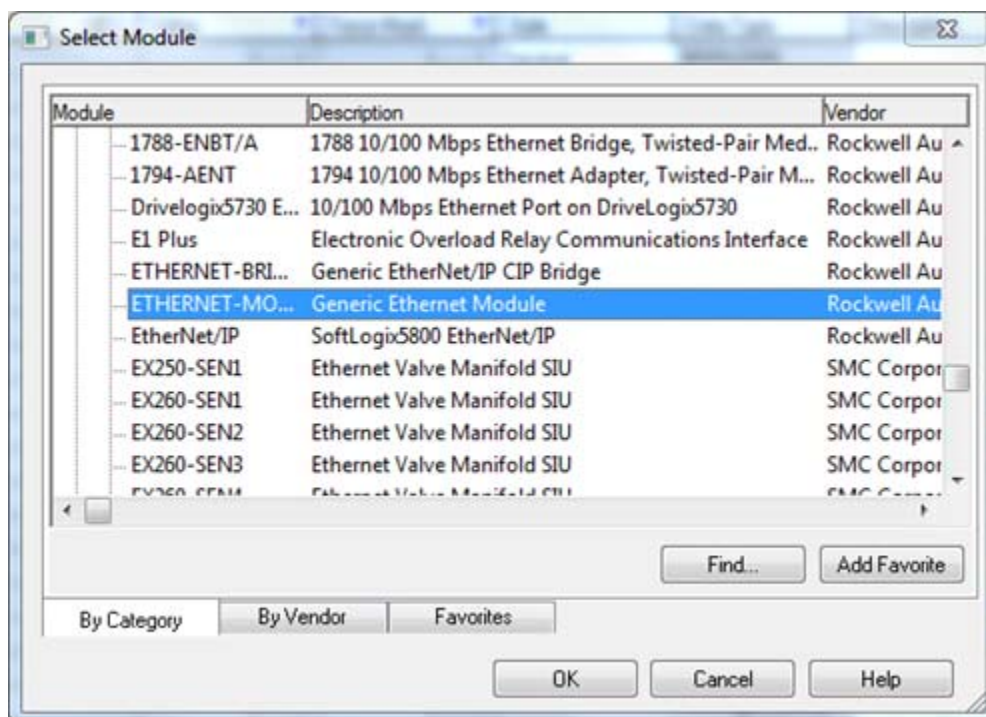 Select Module
Module Description Vendor
1788-ENBT/A 1788 10/100 Mbps Ethernet Bridge, Twisted-Pair Med.. Rockwell Au
1794-AENT 1794 10/100 Mbps Ethernet Adapter, Twisted-Pair M... Rockwell Au
Drivelogix5730 E... 10/100 Mbps Ethernet Port on DriveLogix5730 Rockwell Au
E1 Plus Electronic Overload Relay Communications Interface Rockwell Au
ETHERNET-BRI... Generic EtherNet/IP CIP Bridge Rockwell Au
ETHERNET-MO... Generic Ethernet Module Rockwell Au
EtherNet/IP SoftLogix5800 EtherNet/IP Rockwell Au
EX250-SEN1 Ethernet Valve Manifold SIU SMC Corpor
EX260-SEN1 Ethernet Valve Manifold SIU SMC Corpor
EX260-SEN2 Ethernet Valve Manifold SIU SMC Corpor
EX260-SEN3 Ethernet Valve Manifold SIU SMC Corpor
EX260-SEN4 Ethernet Valve Manifold SIU
Find... Add Favorite
By Category By Vendor Favorites
OK Cancel Help